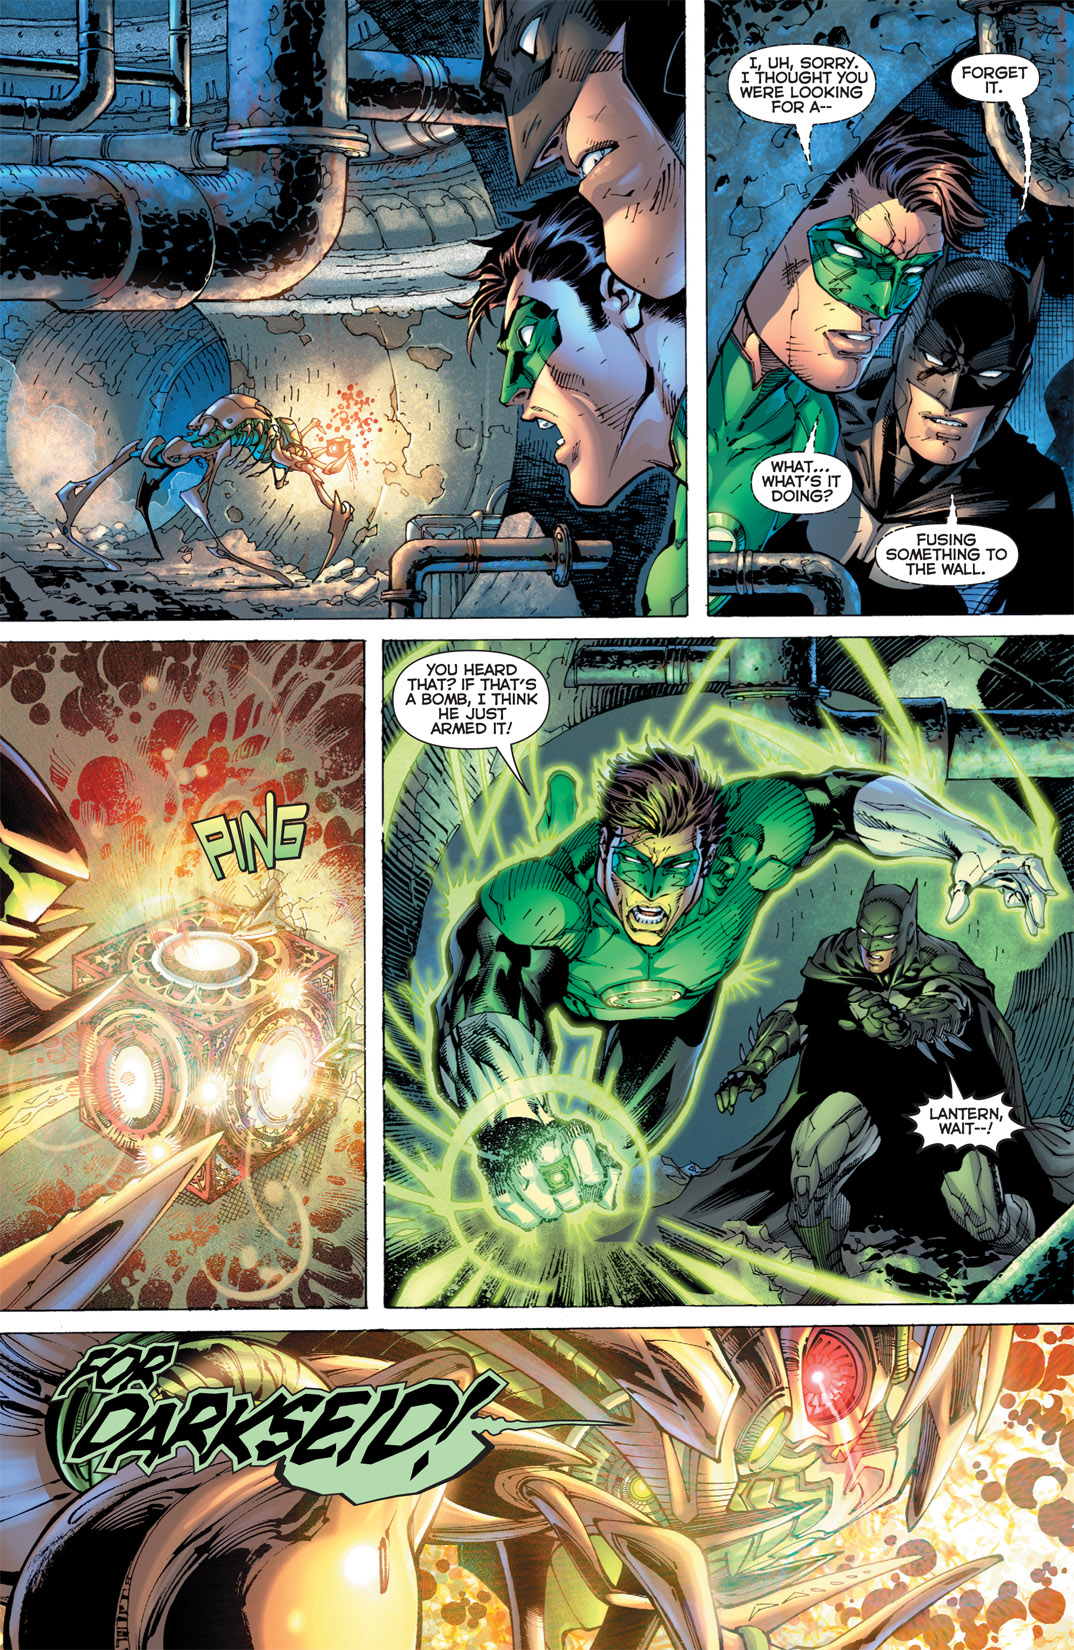 I, UH, SORRY.
I THOUGHT YOU
WERE LOOKING
FOR A--
FORGET
IT.
WHAT...
WHAT'S IT
DOING?
FUSING
SOMETHING TO
THE WALL.
PING
YOU HEARD
THAT? IF THAT'S
A BOMB, I THINK
HE JUST
ARMED IT!
LANTERN,
WAIT--!
FOR
DARKSEID!